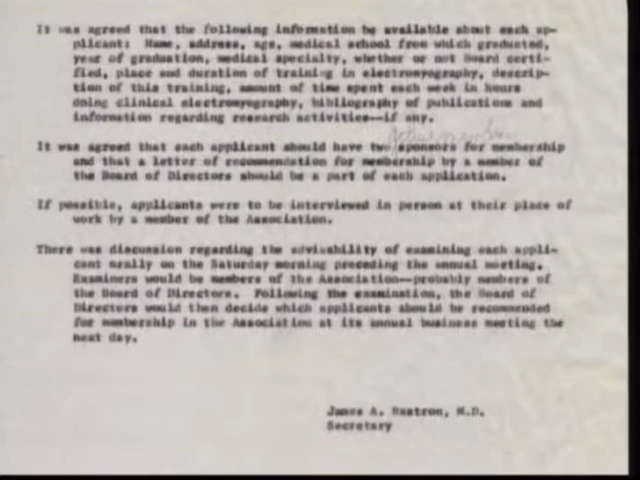 It was agreed that the following information be available about each ap-
plicant: Name, address, age, medical school from which graduated,
year of graduation, medical specialty, whether or not Board certi-
fied, place and duration of training in electromyography, descrip-
tion of this training, amount of time spent each week in hours
doing clinical electromyography, bibliography of publications and
information regarding research activities--if any.
It was agreed that each applicant should have two sponsors for membership
and that a letter of recommendation for membership by a member of
the Board of Directors should be a part of each application.
If possible, applicants were to be interviewed in person at their place of
work by a member of the Association.
There was discussion regarding the advisability of examining each appli-
cant orally on the Saturday morning preceding the annual meeting.
Examiners would be members of the Association--probably members of
the Board of Directors. Following the examination, the Board of
Directors would then decide which applicants should be recommended
for membership in the Association at its annual business meeting the
next day.
James A. Bastron, M.D.
Secretary